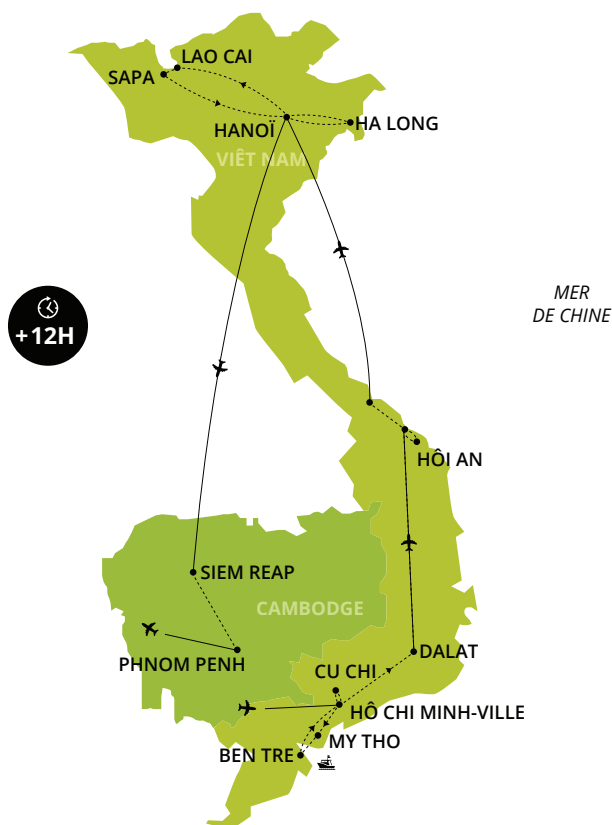 LAO CAI
SAPA
HANOÏ
HA LONG
VIÊT NAM
+12H
MER
DE CHINE
HÔI AN
SIEM REAP
CAMBODGE
PHNOM PENH
DALAT
CU CHI
HÔ CHI MINH-VILLE
MY THO
BEN TRE